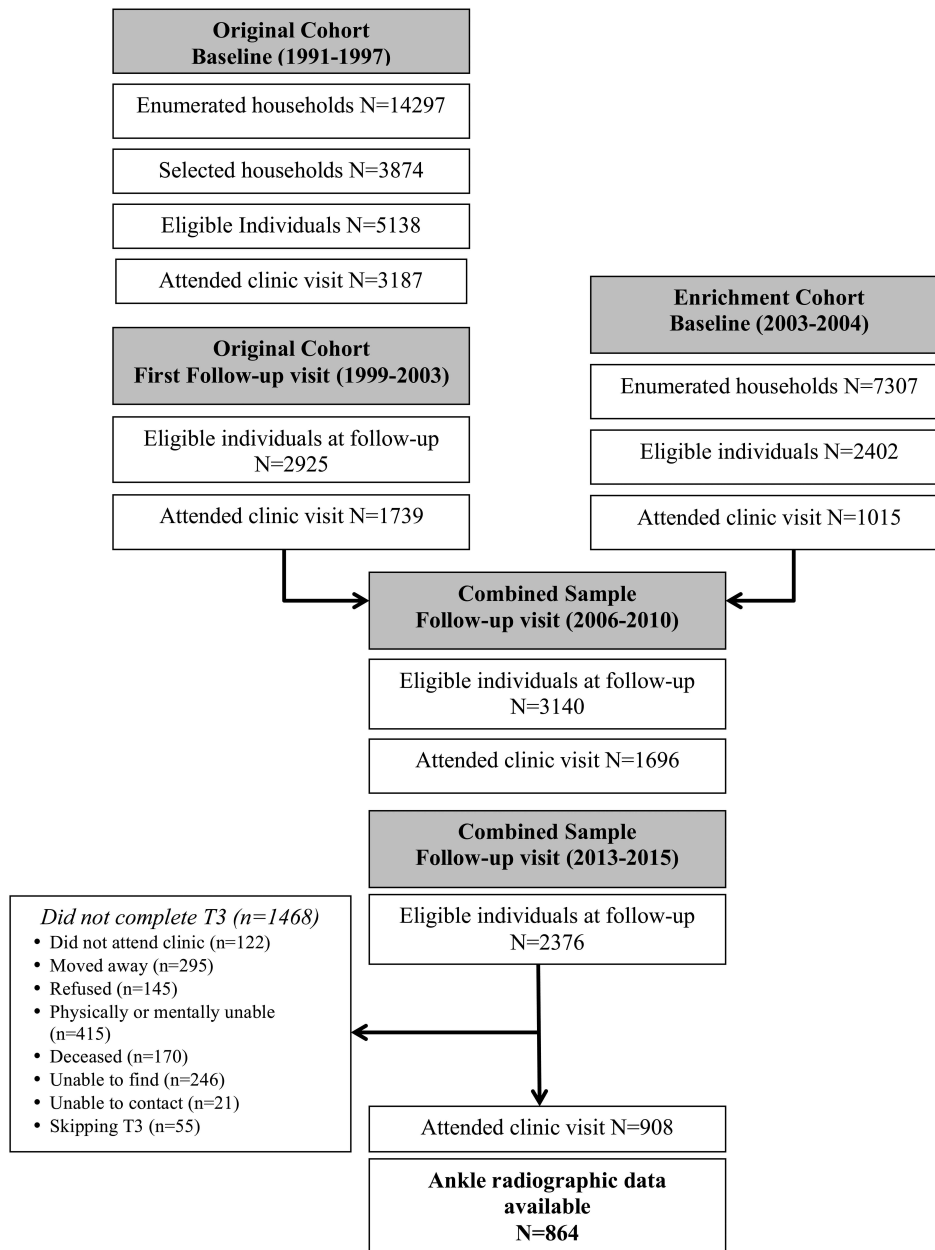 Original Cohort
Baseline (1991-1997)
Enumerated households N=14297
Selected households N=3874
Eligible Individuals N=5138
Attended clinic visit N=3187
Original Cohort
First Follow-up visit (1999-2003)
Eligible individuals at follow-up
N=2925
Attended clinic visit N=1739
Enrichment Cohort
Baseline (2003-2004)
Enumerated households N=7307
Eligible individuals N=2402
Attended clinic visit N=1015
Combined Sample
Follow-up visit (2006-2010)
Eligible individuals at follow-up
N=3140
Attended clinic visit N=1696
Combined Sample
Follow-up visit (2013-2015)
Eligible individuals at follow-up
N=2376
Did not complete T3 (n=1468)
• Did not attend clinic (n=122)
• Moved away (n=295)
• Refused (n=145)
• Physically or mentally unable
(n=415)
• Deceased (n=170)
• Unable to find (n=246)
• Unable to contact (n=21)
• Skipping T3 (n=55)
Attended clinic visit N=908
Ankle radiographic data
available
N=864